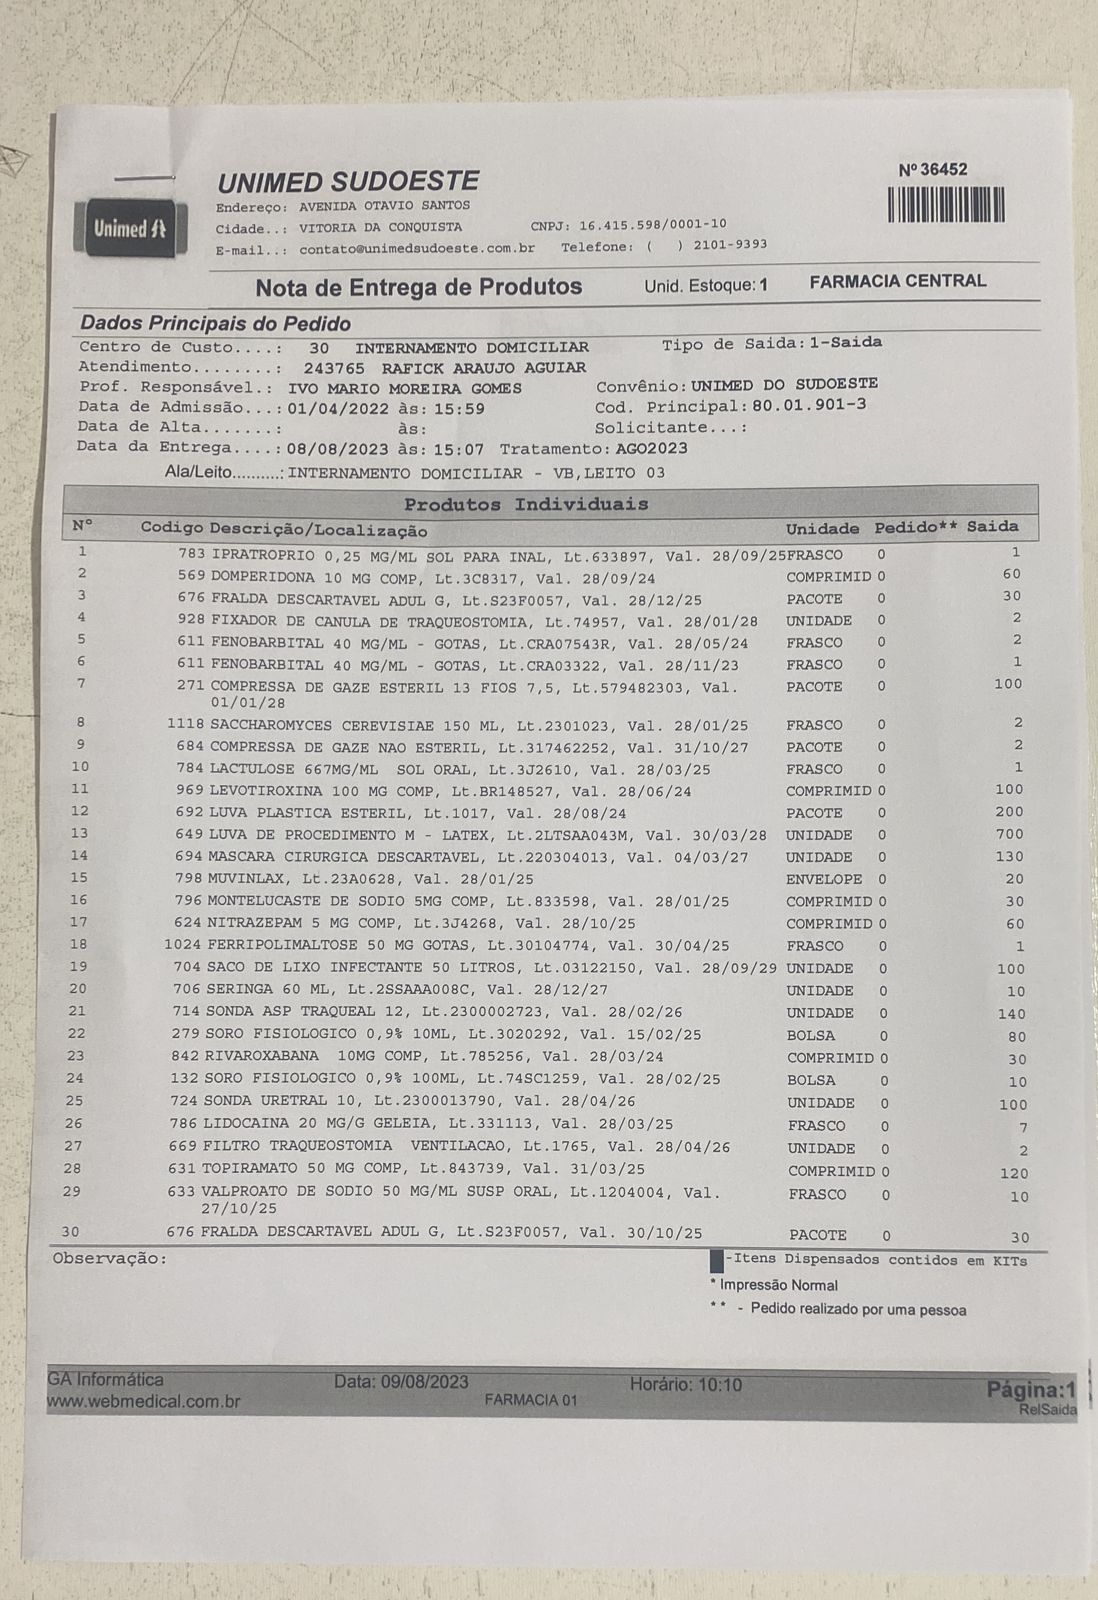 Unimed
UNIMED SUDOESTE
Nº 36452
Endereço: AVENIDA OTAVIO SANTOS
Cidade..: VITORIA DA CONQUISTA CNPJ: 16.415.598/0001-10
E-mail..: contato@unimedsudoeste.com.br Telefone: ( ) 2101-9393
Nota de Entrega de Produtos Unid. Estoque: 1 FARMACIA CENTRAL
Dados Principais do Pedido
Centro de Custo....: 30 INTERNAMENTO DOMICILIAR Tipo de Saida: 1-Saida
Atendimento........: 243765 RAFICK ARAUJO AGUIAR
Prof. Responsável.: IVO MARIO MOREIRA GOMES Convênio: UNIMED DO SUDOESTE
Data de Admissão...: 01/04/2022 às: 15:59 Cod. Principal: 80.01.901-3
Data de Alta.......: às: Solicitante...:
Data da Entrega....: 08/08/2023 às: 15:07 Tratamento: AGO2023
Ala/Leito..........: INTERNAMENTO DOMICILIAR - VB, LEITO 03
Produtos Individuais
Nº Codigo Descrição/Localização Unidade Pedido** Saida
1 783 IPRATROPRIO 0,25 MG/ML SOL PARA INAL, Lt.633897, Val. 28/09/25 FRASCO 0 1
2 569 DOMPERIDONA 10 MG COMP, Lt.3C8317, Val. 28/09/24 COMPRIMID 0 60
3 676 FRALDA DESCARTAVEL ADUL G, Lt.S23F0057, Val. 28/12/25 PACOTE 0 30
4 928 FIXADOR DE CANULA DE TRAQUEOSTOMIA, Lt.74957, Val. 28/01/28 UNIDADE 0 2
5 611 FENOBARBITAL 40 MG/ML - GOTAS, Lt.CRA07543R, Val. 28/05/24 FRASCO 0 2
6 611 FENOBARBITAL 40 MG/ML - GOTAS, Lt.CRA03322, Val. 28/11/23 FRASCO 0 1
7 271 COMPRESSA DE GAZE ESTERIL 13 FIOS 7,5, Lt.579482303, Val. PACOTE 0 100
01/01/28
8 1118 SACCHAROMYCES CEREVISIAE 150 ML, Lt.2301023, Val. 28/01/25 FRASCO 0 2
9 684 COMPRESSA DE GAZE NAO ESTERIL, Lt.317462252, Val. 31/10/27 PACOTE 0 2
10 784 LACTULOSE 667MG/ML SOL ORAL, Lt.3J2610, Val. 28/03/25 FRASCO 0 1
11 969 LEVOTIROXINA 100 MG COMP, Lt.BR148527, Val. 28/06/24 COMPRIMID 0 100
12 692 LUVA PLASTICA ESTERIL, Lt.1017, Val. 28/08/24 PACOTE 0 200
13 649 LUVA DE PROCEDIMENTO M - LATEX, Lt.2LTSAA043M, Val. 30/03/28 UNIDADE 0 700
14 694 MASCARA CIRURGICA DESCARTAVEL, Lt.220304013, Val. 04/03/27 UNIDADE 0 130
15 798 MUVINLAX, Lt.23A0628, Val. 28/01/25 ENVELOPE 0 20
16 796 MONTELUCASTE DE SODIO 5MG COMP, Lt.833598, Val. 28/01/25 COMPRIMID 0 30
17 624 NITRAZEPAM 5 MG COMP, Lt.3J4268, Val. 28/10/25 COMPRIMID 0 60
18 1024 FERRIPOLIMALTOSE 50 MG GOTAS, Lt.30104774, Val. 30/04/25 FRASCO 0 1
19 704 SACO DE LIXO INFECTANTE 50 LITROS, Lt.03122150, Val. 28/09/29 UNIDADE 0 100
20 706 SERINGA 60 ML, Lt.2SSAAA008C, Val. 28/12/27 UNIDADE 0 10
21 714 SONDA ASP TRAQUEAL 12, Lt.2300002723, Val. 28/02/26 UNIDADE 0 140
22 279 SORO FISIOLOGICO 0,9% 10ML, Lt.3020292, Val. 15/02/25 BOLSA 0 80
23 842 RIVAROXABANA 10MG COMP, Lt.785256, Val. 28/03/24 COMPRIMID 0 30
24 132 SORO FISIOLOGICO 0,9% 100ML, Lt.74SC1259, Val. 28/02/25 BOLSA 0 10
25 724 SONDA URETRAL 10, Lt.2300013790, Val. 28/04/26 UNIDADE 0 100
26 786 LIDOCAINA 20 MG/G GELEIA, Lt.331113, Val. 28/03/25 FRASCO 0 7
27 669 FILTRO TRAQUEOSTOMIA VENTILACAO, Lt.1765, Val. 28/04/26 UNIDADE 0 2
28 631 TOPIRAMATO 50 MG COMP, Lt.843739, Val. 31/03/25 COMPRIMID 0 120
29 633 VALPROATO DE SODIO 50 MG/ML SUSP ORAL, Lt.1204004, Val. FRASCO 0 10
27/10/25
30 676 FRALDA DESCARTAVEL ADUL G, Lt.S23F0057, Val. 30/10/25 PACOTE 0 30
Observação: -Itens Dispensados contidos em KITs
* Impressão Normal
** - Pedido realizado por uma pessoa
GA Informática Data: 09/08/2023 Horário: 10:10 Página:1
www.webmedical.com.br FARMACIA 01 RelSaida